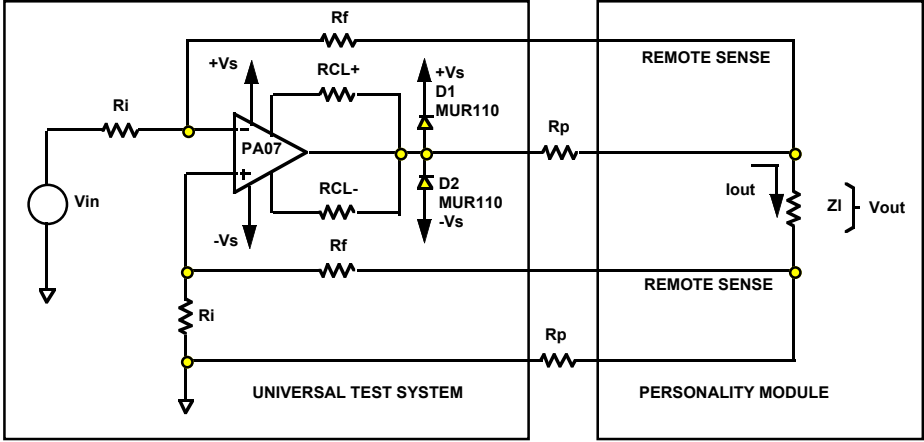 Rf
REMOTE SENSE
+Vs
RCL+
+Vs
D1
MUR110
Ri
Rp
PA07
−
+
Vin
RCL-
D2
MUR110
-Vs
Iout
Zl
Vout
-Vs
Rf
REMOTE SENSE
Ri
Rp
UNIVERSAL TEST SYSTEM
PERSONALITY MODULE